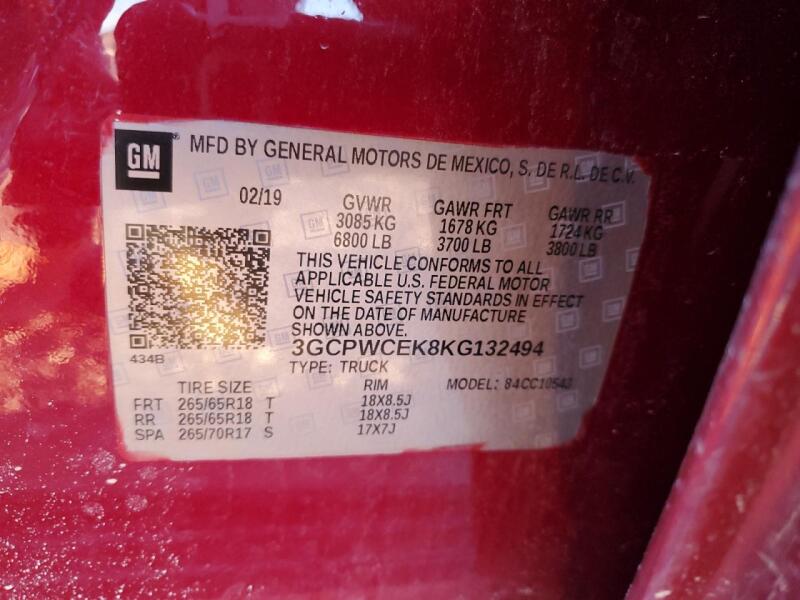 GM ® MFD BY GENERAL MOTORS DE MEXICO, S. DE R.L. DE C.V.
02/19 GVWR GAWR FRT GAWR RR
3085 KG 1678 KG 1724 KG
6800 LB 3700 LB 3800 LB
THIS VEHICLE CONFORMS TO ALL
APPLICABLE U.S. FEDERAL MOTOR
VEHICLE SAFETY STANDARDS IN EFFECT
ON THE DATE OF MANUFACTURE
SHOWN ABOVE.
434B 3GCPWCEK8KG132494
TYPE: TRUCK
TIRE SIZE RIM MODEL: 84CC10543
FRT 265/65R18 T 18X8.5J
RR 265/65R18 T 18X8.5J
SPA 265/70R17 S 17X7J